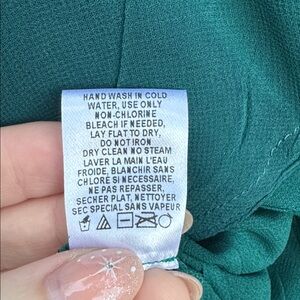 HAND WASH IN COLD
WATER, USE ONLY
NON-CHLORINE
BLEACH IF NEEDED,
LAY FLAT TO DRY,
DO NOT IRON
DRY CLEAN NO STEAM
LAVER LA MAIN L'EAU
FROIDE, BLANCHIR SANS
CHLORE SI NECESSAIRE,
NE PAS REPASSER,
SECHER PLAT, NETTOYER
SEC SPECIAL SANS VAPEUR